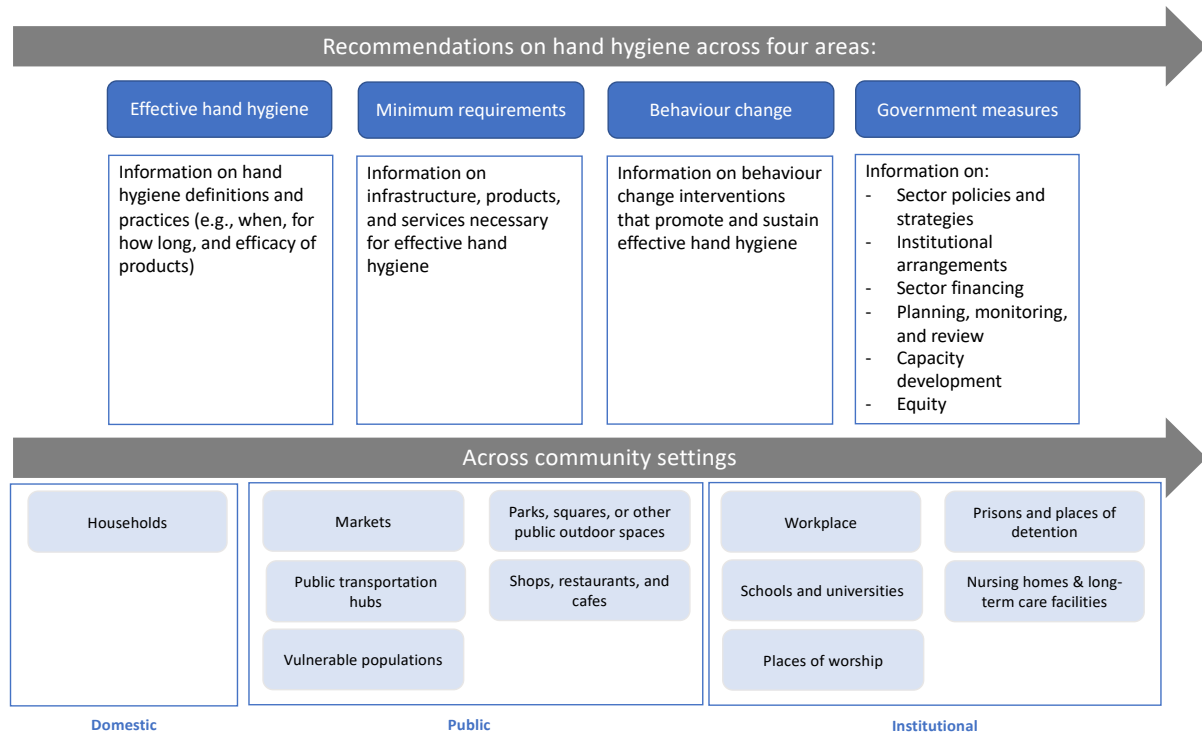 Recommendations on hand hygiene across four areas:
Effective hand hygiene
Information on hand
hygiene definitions and
practices (e.g., when, for
how long, and efficacy of
products)
Minimum requirements
Information on
infrastructure, products,
and services necessary
for effective hand
hygiene
Behaviour change
Information on behaviour
change interventions
that promote and sustain
effective hand hygiene
Government measures
Information on:
- Sector policies and
strategies
- Institutional
arrangements
- Sector financing
- Planning, monitoring,
and review
- Capacity
development
- Equity
Across community settings
Households
Domestic
Markets
Parks, squares, or other
public outdoor spaces
Public transportation
hubs
Shops, restaurants, and
cafes
Vulnerable populations
Public
Workplace
Prisons and places of
detention
Schools and universities
Nursing homes & long-
term care facilities
Places of worship
Institutional